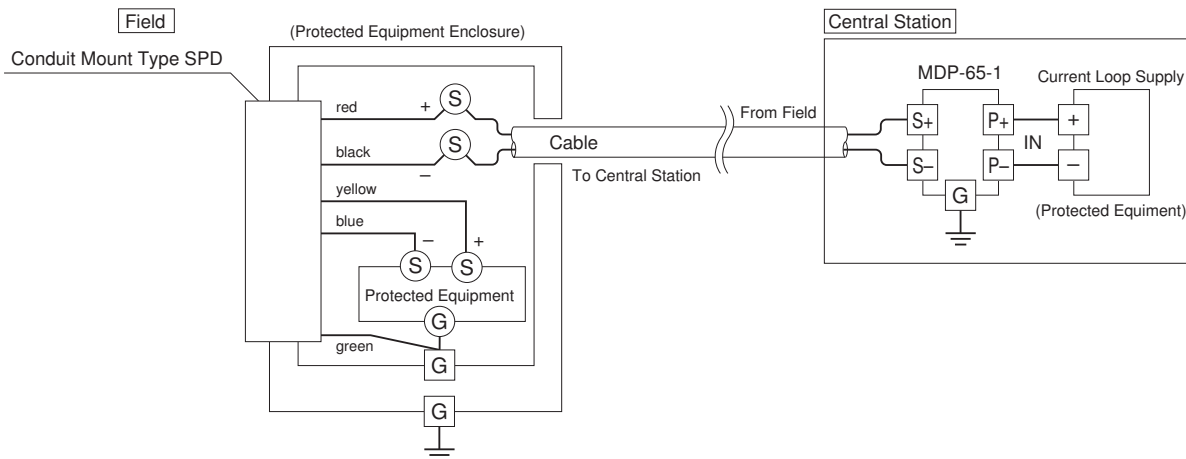 Field
Conduit Mount Type SPD
(Protected Equipment Enclosure)
red
+
S
black
–
S
yellow
blue
–
+
S
S
Protected Equipment
G
green
G
G
Cable
To Central Station
From Field
Central Station
MDP-65-1
Current Loop Supply
S+
P+
+
IN
S–
P–
–
G
(Protected Equiment)